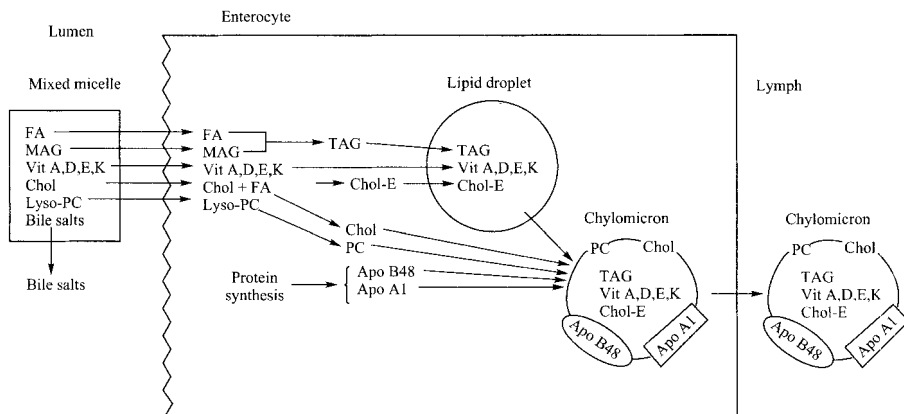 Enterocyte
Lumen
Mixed micelle
Lipid droplet
Lymph
FA
MAG
Vit A,D,E,K
Chol
Lyso-PC
Bile salts
Bile salts
FA
MAG
Vit A,D,E,K
Chol + FA
Lyso-PC
TAG
Chol-E
TAG
Vit A,D,E,K
Chol-E
Chol
PC
Protein
synthesis
Apo B48
Apo A1
Chylomicron
PC
Chol
TAG
Vit A,D,E,K
Chol-E
Apo B48
Apo A1
Chylomicron
PC
Chol
TAG
Vit A,D,E,K
Chol-E
Apo B48
Apo A1